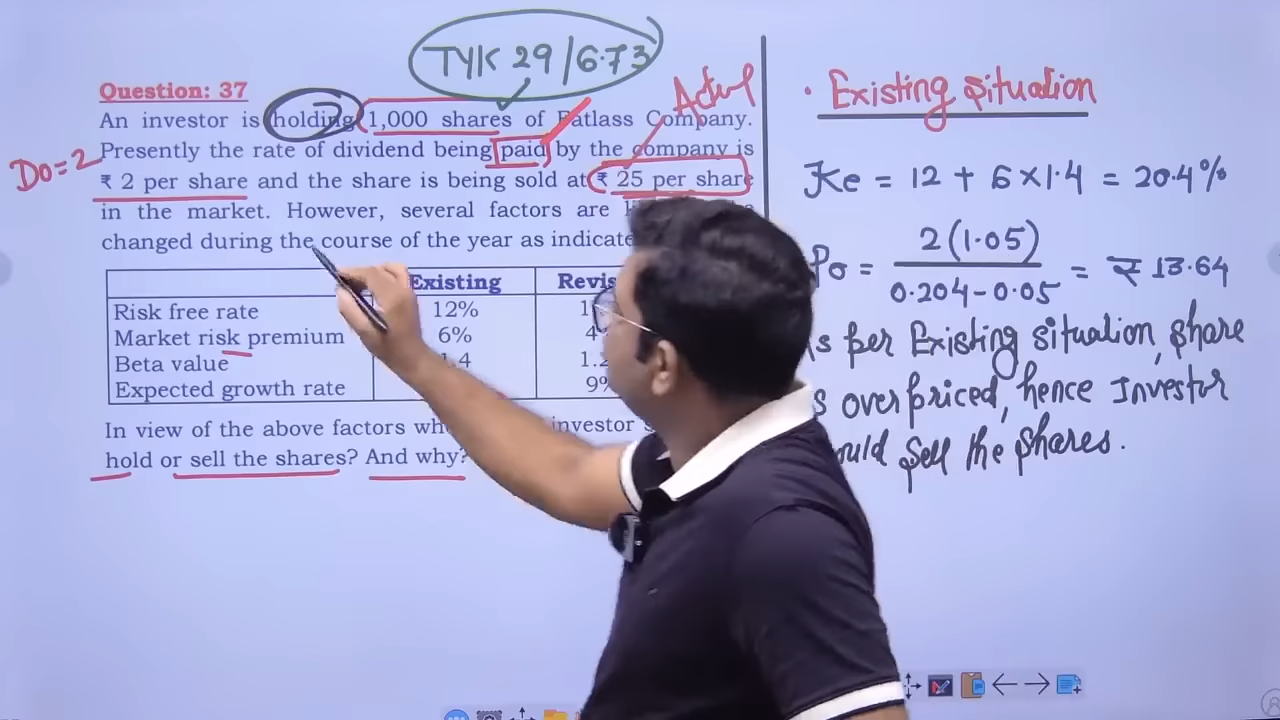 TYK 29/6.73
Question: 37
Actual
An investor is holding 1,000 shares of Fatlass Company.
Do=2
Presently the rate of dividend being paid by the company is
₹ 2 per share and the share is being sold at ₹ 25 per share
in the market. However, several factors are
changed during the course of the year as
Existing
Risk free rate 12%
Market risk premium 6%
Beta value
Expected growth rate 9%
In view of the above factors investor
hold or sell the shares? And why?
• Existing situation
Ke = 12 + 6×1.4 = 20.4%
Po = 2(1.05) / 0.204-0.05 = ₹ 13.64
per Existing situation, share
overpriced, hence Investor
sell the shares.